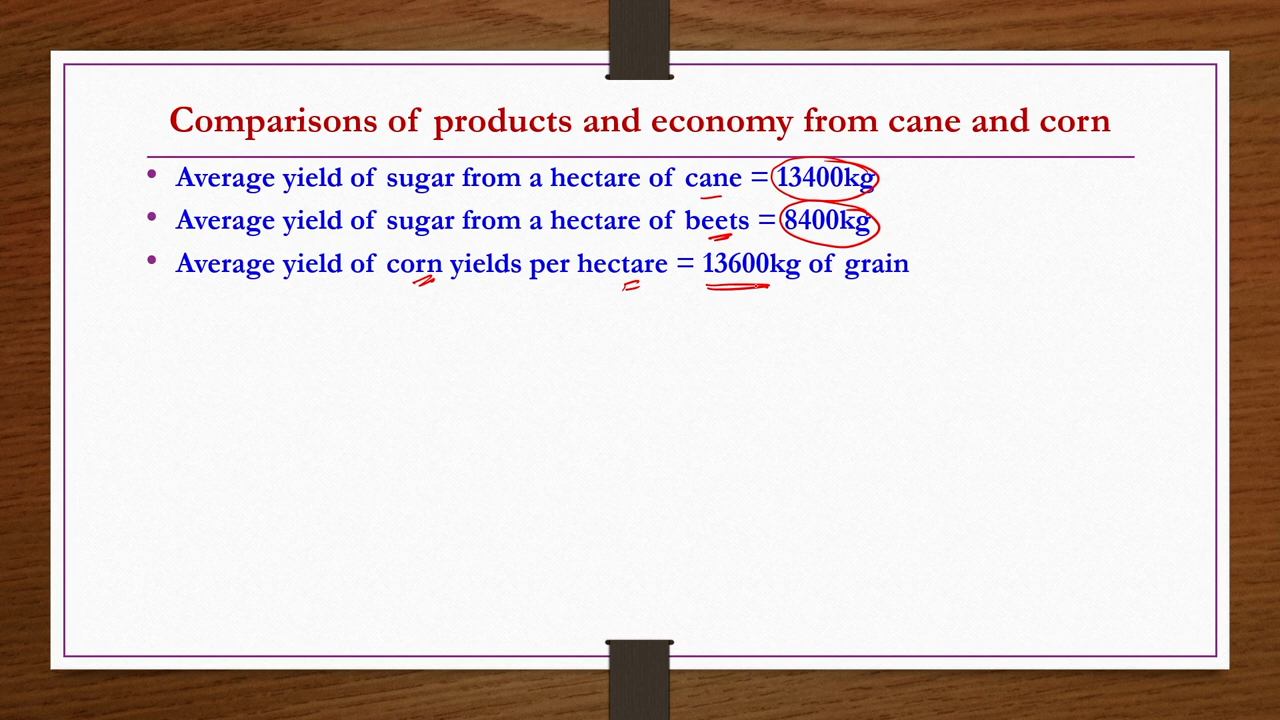 Comparisons of products and economy from cane and corn
• Average yield of sugar from a hectare of cane = 13400kg
• Average yield of sugar from a hectare of beets = 8400kg
• Average yield of corn yields per hectare = 13600kg of grain